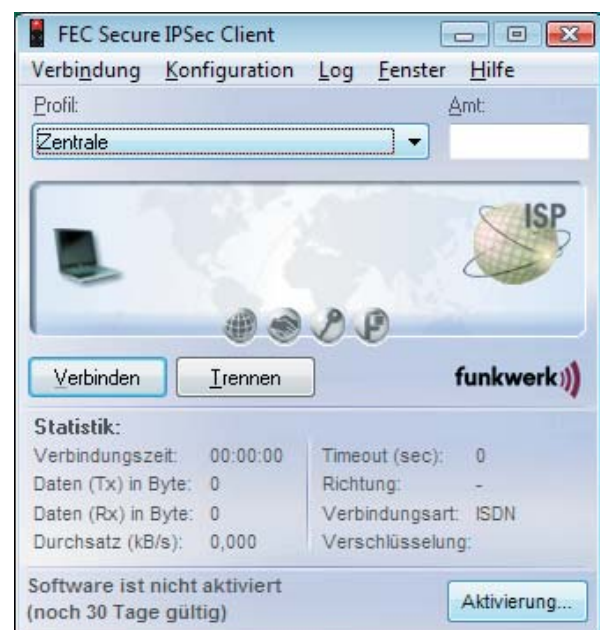 FEC Secure IPSec Client
Verbindung Konfiguration Log Fenster Hilfe
Profil: Amt:
Zentrale
ISP
Verbinden Trennen funkwerk
Statistik:
Verbindungszeit: 00:00:00 Timeout (sec): 0
Daten (Tx) in Byte: 0 Richtung: -
Daten (Rx) in Byte: 0 Verbindungsart: ISDN
Durchsatz (kB/s): 0,000 Verschlüsselung:
Software ist nicht aktiviert
(noch 30 Tage gültig) Aktivierung...